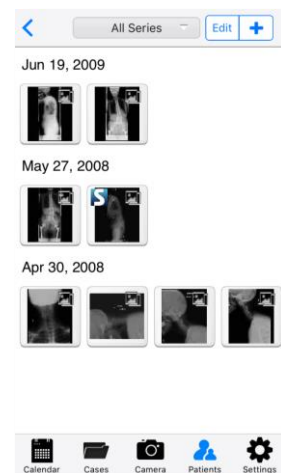 All Series
Edit
Jun 19, 2009
May 27, 2008
S
Apr 30, 2008
Calendar
Cases
Camera
Patients
Settings